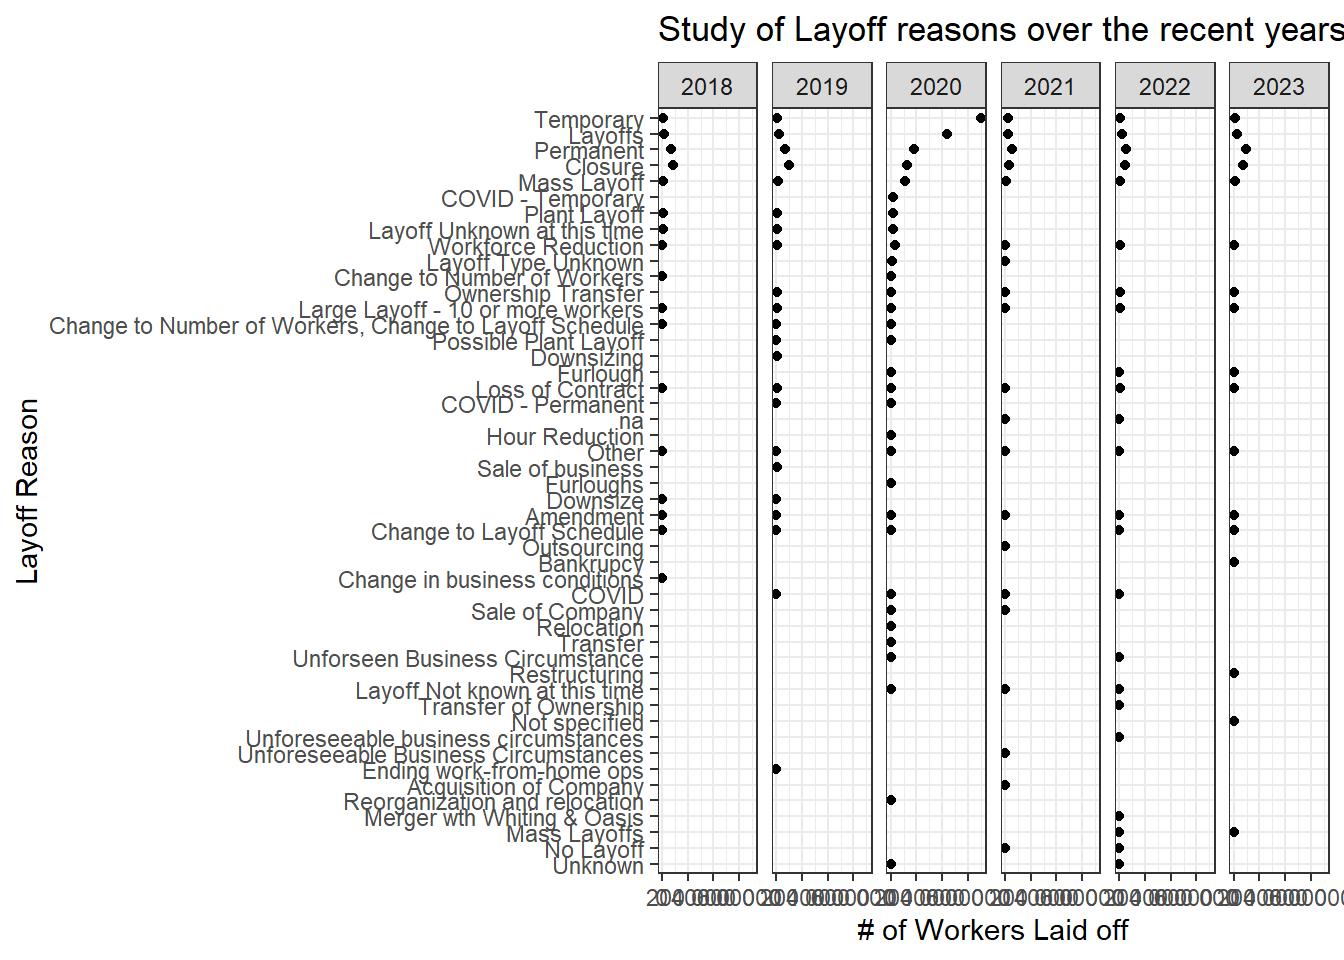 Study of Layoff reasons over the recent years
2018 2019 2020 2021 2022 2023
Temporary
Layoffs
Permanent
Closure
Mass Layoff
COVID - Temporary
Plant Layoff
Layoff Unknown at this time
Workforce Reduction
Layoff Type Unknown
Change to Number of Workers
Ownership Transfer
Large Layoff - 10 or more workers
Change to Number of Workers, Change to Layoff Schedule
Possible Plant Layoff
Downsizing
Furlough
Loss of Contract
COVID - Permanent
na
Hour Reduction
Other
Sale of business
Furloughs
Downsize
Amendment
Change to Layoff Schedule
Outsourcing
Bankrupcy
Change in business conditions
COVID
Sale of Company
Relocation
Transfer
Unforseen Business Circumstance
Restructuring
Layoff Not known at this time
Transfer of Ownership
Not specified
Unforeseeable business circumstances
Unforeseeable Business Circumstances
Ending work-from-home ops
Acquisition of Company
Reorganization and relocation
Merger wth Whiting & Oasis
Mass Layoffs
No Layoff
Unknown
Layoff Reason
# of Workers Laid off